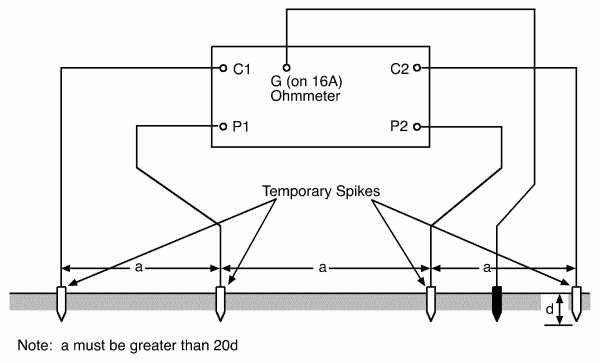 C1
G (on 16A)
Ohmmeter
C2
P1
P2
Temporary Spikes
a
a
a
d
Note: a must be greater than 20d